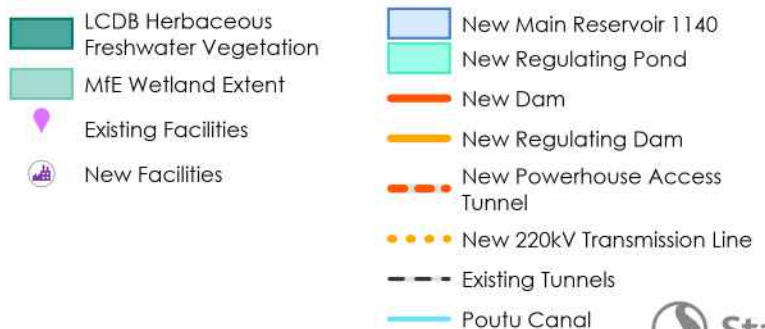 LCDB Herbaceous
Freshwater Vegetation
MfE Wetland Extent
Existing Facilities
New Facilities
New Main Reservoir 1140
New Regulating Pond
New Dam
New Regulating Dam
New Powerhouse Access
Tunnel
New 220kV Transmission Line
Existing Tunnels
Poutu Canal